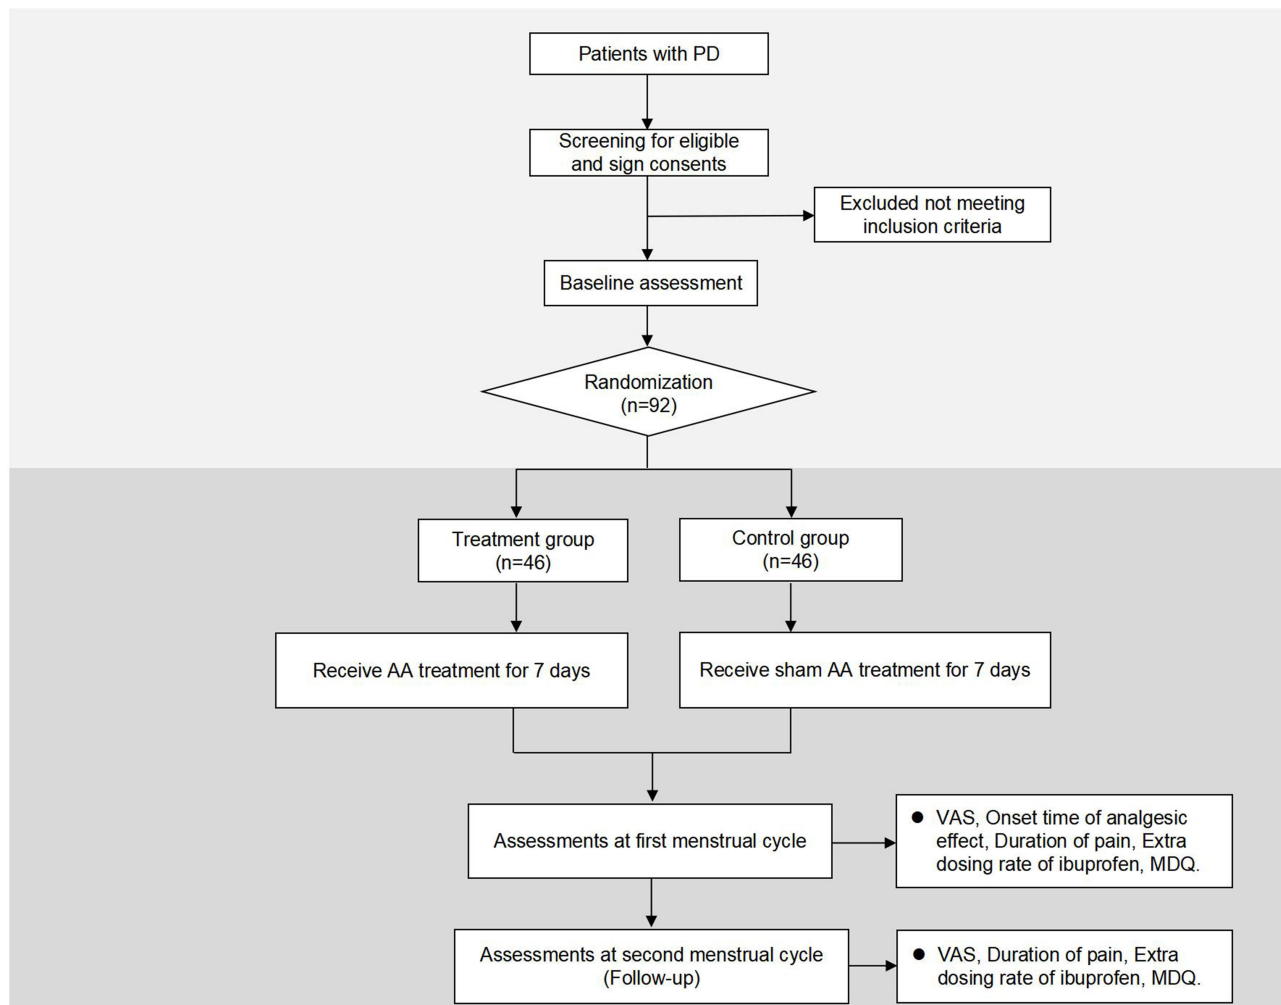 Patients with PD
Screening for eligible
and sign consents
Excluded not meeting
inclusion criteria
Baseline assessment
Randomization
(n=92)
Treatment group
(n=46)
Control group
(n=46)
Receive AA treatment for 7 days
Receive sham AA treatment for 7 days
Assessments at first menstrual cycle
● VAS, Onset time of analgesic
effect, Duration of pain, Extra
dosing rate of ibuprofen, MDQ.
Assessments at second menstrual cycle
(Follow-up)
● VAS, Duration of pain, Extra
dosing rate of ibuprofen,
MDQ.